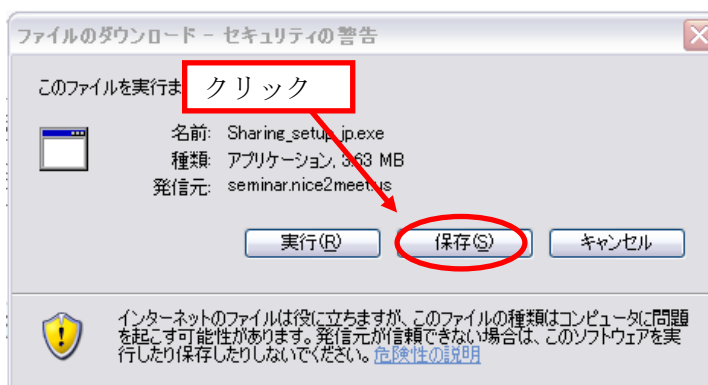 ファイルのダウンロード - セキュリティの警告
このファイルを実行ま
クリック
名前: Sharing_setup_jp.exe
種類: アプリケーション, 3.63 MB
発信元: seminar.nice2meet.us
実行(R) 保存(S) キャンセル
インターネットのファイルは役に立ちますが、このファイルの種類はコンピュータに問題
を起こす可能性があります。発信元が信頼できない場合は、このソフトウェアを実
行したり保存したりしないでください。危険性の説明